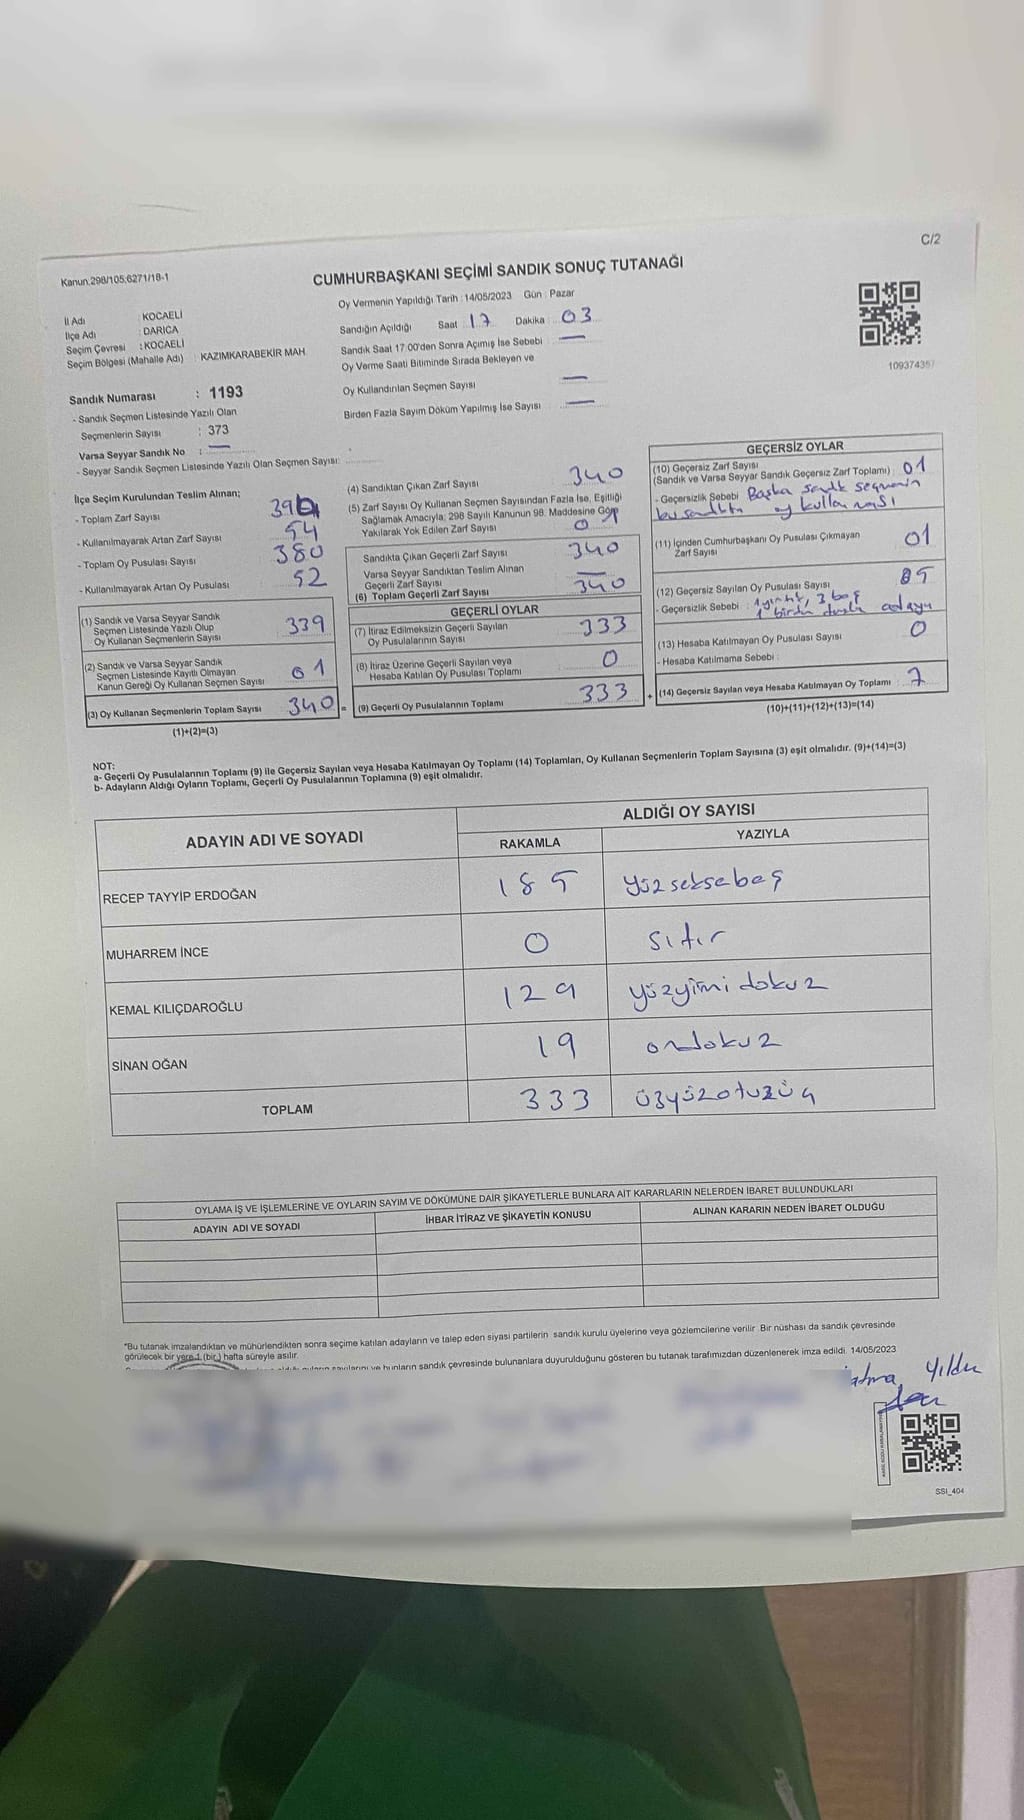 C/2
Kanun.298/105;6271/18-1
CUMHURBAŞKANI SEÇİMİ SANDIK SONUÇ TUTANAĞI
İl Adı : KOCAELİ
İlçe Adı : DARICA
Seçim Çevresi : KOCAELİ
Seçim Bölgesi (Mahalle Adı) : KAZIMKARABEKİR MAH
Sandık Numarası : 1193
- Sandık Seçmen Listesinde Yazılı Olan
Seçmenlerin Sayısı : 373
Varsa Seyyar Sandık No : —
- Seyyar Sandık Seçmen Listesinde Yazılı Olan Seçmen Sayısı:
Oy Vermenin Yapıldığı Tarih : 14/05/2023 Gün : Pazar
Sandığın Açıldığı Saat 17 Dakika 03
Sandık Saat 17:00'den Sonra Açımış İse Sebebi : —
Oy Verme Saati Bitiminde Sırada Bekleyen ve
Oy Kullandırılan Seçmen Sayısı —
Birden Fazla Sayım Döküm Yapılmış İse Sayısı —
109374357
İlçe Seçim Kurulundan Teslim Alınan;
- Toplam Zarf Sayısı
- Kullanılmayarak Artan Zarf Sayısı 54
- Toplam Oy Pusulası Sayısı 380
- Kullanılmayarak Artan Oy Pusulası 52
(1) Sandık ve Varsa Seyyar Sandık
Seçmen Listesinde Yazılı Olup
Oy Kullanan Seçmenlerin Sayısı 339
(2) Sandık ve Varsa Seyyar Sandık
Seçmen Listesinde Kayıtlı Olmayan
Kanun Gereği Oy Kullanan Seçmen Sayısı 01
(3) Oy Kullanan Seçmenlerin Toplam Sayısı 340 =
(1)+(2)=(3)
(4) Sandıktan Çıkan Zarf Sayısı 340
(5) Zarf Sayısı Oy Kullanan Seçmen Sayısından Fazla İse, Eşitliği
Sağlamak Amacıyla; 298 Sayılı Kanunun 98. Maddesine Göre
Yakılarak Yok Edilen Zarf Sayısı
Sandıkta Çıkan Geçerli Zarf Sayısı 340
Varsa Seyyar Sandıktan Teslim Alınan
Geçerli Zarf Sayısı —
(6) Toplam Geçerli Zarf Sayısı 340
GEÇERLİ OYLAR
(7) İtiraz Edilmeksizin Geçerli Sayılan
Oy Pusulalarının Sayısı 333
(8) İtiraz Üzerine Geçerli Sayılan veya
Hesaba Katılan Oy Pusulası Toplamı 0
(9) Geçerli Oy Pusulalarının Toplamı 333 +
GEÇERSİZ OYLAR
(10) Geçersiz Zarf Sayısı
(Sandık ve Varsa Seyyar Sandık Geçersiz Zarf Toplamı) 01
- Geçersizlik Sebebi Başka sandık seçmenin
bu sandıkta oy kullanması
(11) İçinden Cumhurbaşkanı Oy Pusulası Çıkmayan
Zarf Sayısı 01
(12) Geçersiz Sayılan Oy Pusulası Sayısı 05
- Geçersizlik Sebebi : 1 yırtık, 3 boş
1 birden adaya
(13) Hesaba Katılmayan Oy Pusulası Sayısı 0
- Hesaba Katılmama Sebebi :
(14) Geçersiz Sayılan veya Hesaba Katılmayan Oy Toplamı : 7
(10)+(11)+(12)+(13)=(14)
NOT:
a- Geçerli Oy Pusulalarının Toplamı (9) ile Geçersiz Sayılan veya Hesaba Katılmayan Oy Toplamı (14) Toplamları, Oy Kullanan Seçmenlerin Toplam Sayısına (3) eşit olmalıdır. (9)+(14)=(3)
b- Adayların Aldığı Oyların Toplamı, Geçerli Oy Pusulalarının Toplamına (9) eşit olmalıdır.
ADAYIN ADI VE SOYADI
ALDIĞI OY SAYISI
RAKAMLA YAZIYLA
RECEP TAYYİP ERDOĞAN 185 yüzseksebeş
MUHARREM İNCE 0 sıfır
KEMAL KILIÇDAROĞLU 129 yüzyimi dokuz
SİNAN OĞAN 19 ondokuz
TOPLAM 333 üçyüzotuzüç
OYLAMA İŞ VE İŞLEMLERİNE VE OYLARIN SAYIM VE DÖKÜMÜNE DAİR ŞİKAYETLERLE BUNLARA AİT KARARLARIN NELERDEN İBARET BULUNDUKLARI
ADAYIN ADI VE SOYADI İHBAR İTİRAZ VE ŞİKAYETİN KONUSU ALINAN KARARIN NEDEN İBARET OLDUĞU
"Bu tutanak imzalandıktan ve mühürlendikten sonra seçime katılan adayların ve talep eden siyasi partilerin sandık kurulu üyelerine veya gözlemcilerine verilir. Bir nüshası da sandık çevresinde
görülecek bir yere 1 (bir) hafta süreyle asılır.
sandık çevresinde bulunanlara duyurulduğunu gösteren bu tutanak tarafımızdan düzenlenerek imza edildi. 14/05/2023
SSI_404